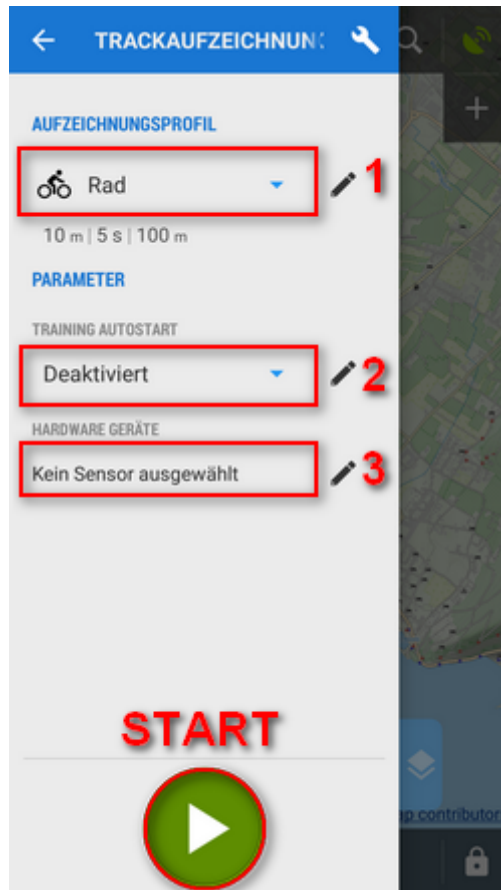 TRACKAUFZEICHNUN
AUFZEICHNUNGSPROFIL
Rad
1
10 m | 5 s | 100 m
PARAMETER
TRAINING AUTOSTART
Deaktiviert
2
HARDWARE GERÄTE
Kein Sensor ausgewählt
3
START
contributor